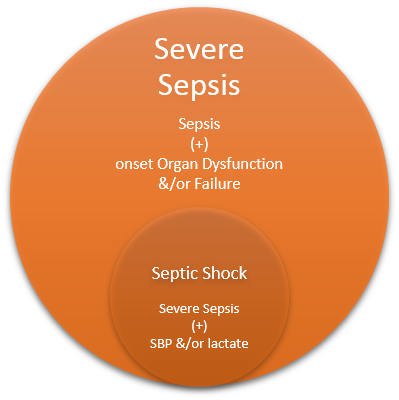 Severe
Sepsis
Sepsis
(+)
onset Organ Dysfunction
&/or Failure
Septic Shock
Severe Sepsis
(+)
SBP &/or lactate